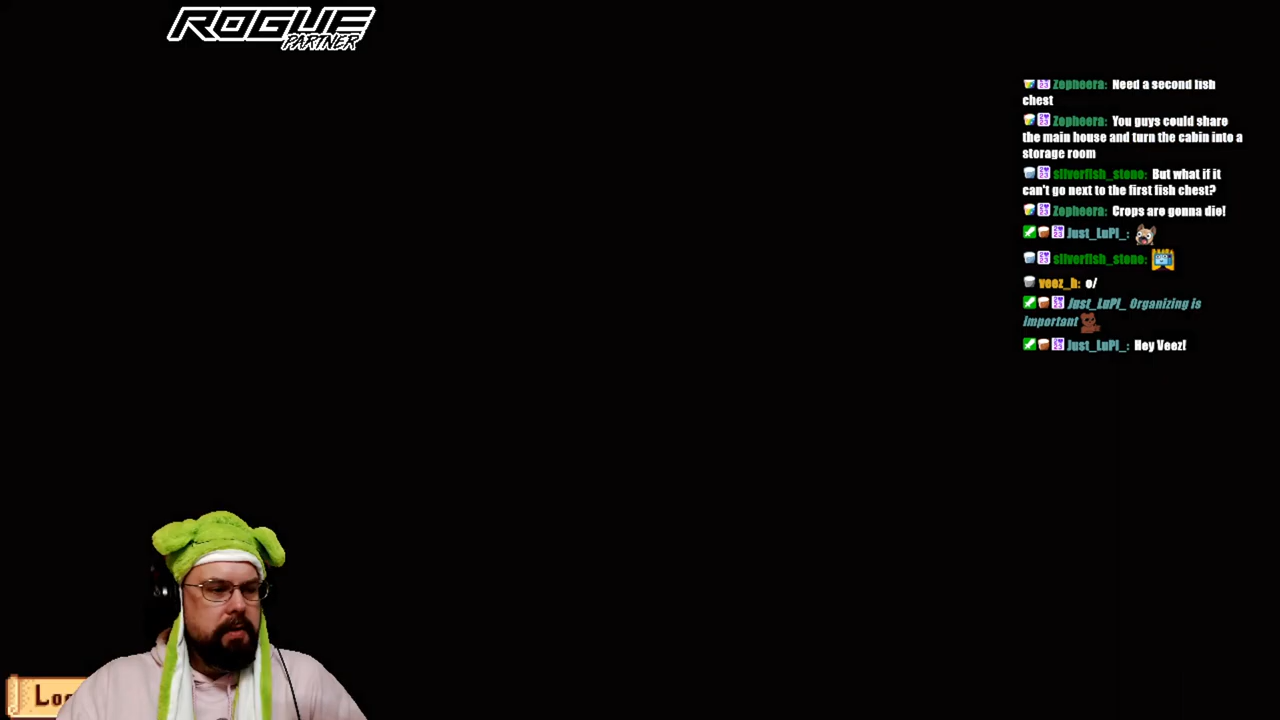 ROGUE
PARTNER
Zepheera: Need a second fish
chest
Zepheera: You guys could share
the main house and turn the cabin into a
storage room
silverfish_stone: But what if it
can't go next to the first fish chest?
Zepheera: Crops are gonna die!
Just_LuPI_:
silverfish_stone:
veez_h: o/
Just_LuPI_ Organizing is
important
Just_LuPI_: Hey Veez!